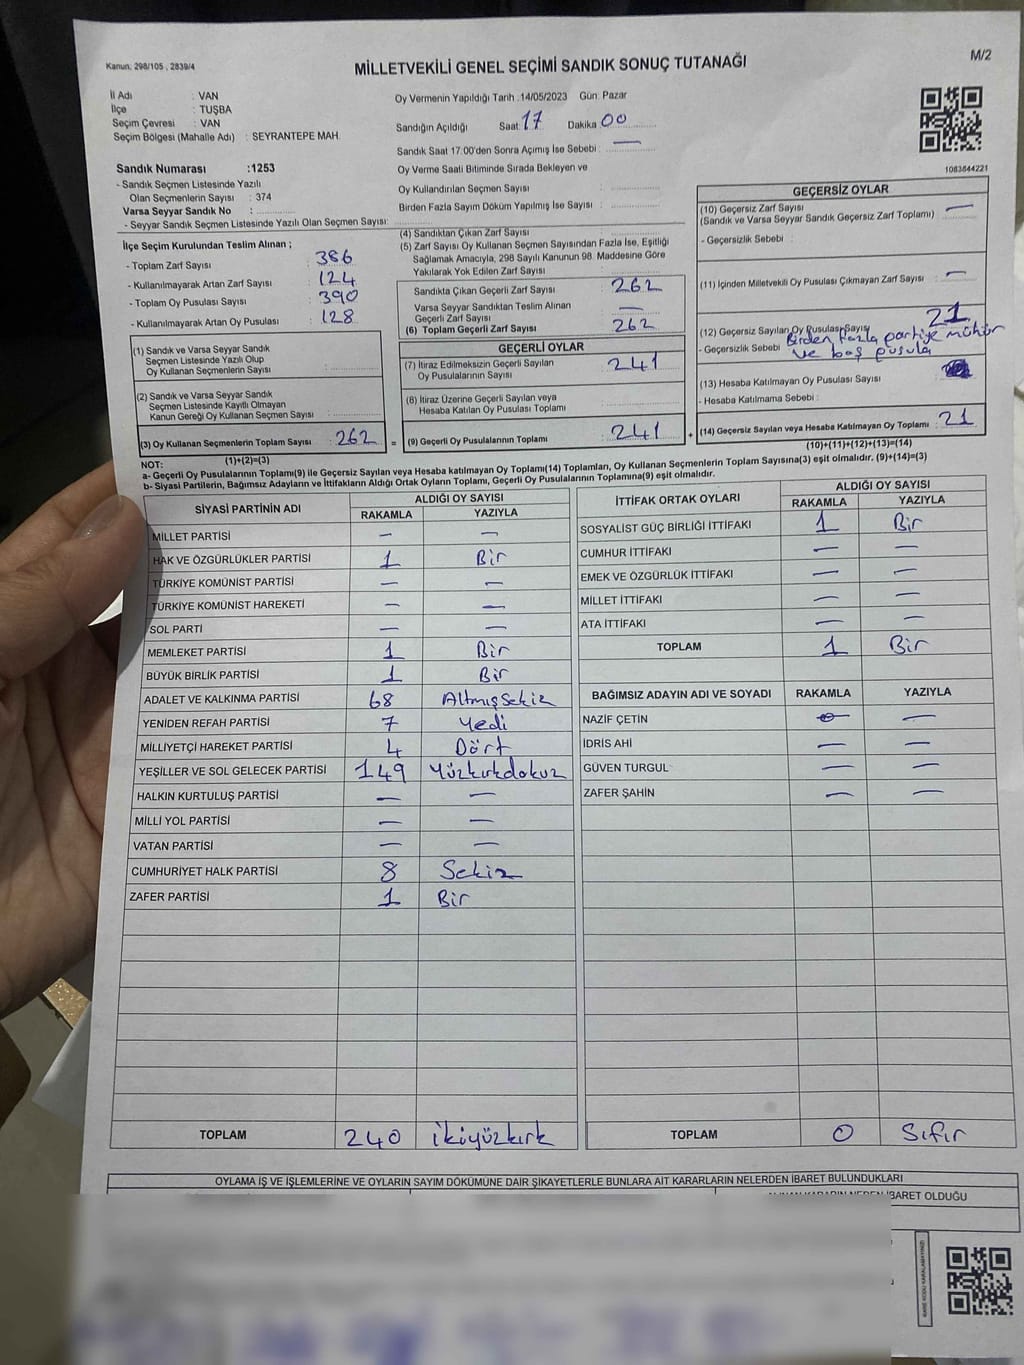 Kanun: 298/105 , 2839/4
MİLLETVEKİLİ GENEL SEÇİMİ SANDIK SONUÇ TUTANAĞI
M/2
İl Adı : VAN
İlçe : TUŞBA
Seçim Çevresi : VAN
Seçim Bölgesi (Mahalle Adı) : SEYRANTEPE MAH.
Oy Vermenin Yapıldığı Tarih :14/05/2023 Gün: Pazar
Sandığın Açıldığı Saat: 17 Dakika 00
Sandık Saat 17:00'den Sonra Açılmış İse Sebebi : —
Oy Verme Saati Bitiminde Sırada Bekleyen ve
Oy Kullandırılan Seçmen Sayısı :
Birden Fazla Sayım Döküm Yapılmış İse Sayısı :
1083644221
Sandık Numarası :1253
- Sandık Seçmen Listesinde Yazılı
Olan Seçmenlerin Sayısı : 374
Varsa Seyyar Sandık No :
- Seyyar Sandık Seçmen Listesinde Yazılı Olan Seçmen Sayısı:
İlçe Seçim Kurulundan Teslim Alınan ;
- Toplam Zarf Sayısı : 386
- Kullanılmayarak Artan Zarf Sayısı : 124
- Toplam Oy Pusulası Sayısı : 390
- Kullanılmayarak Artan Oy Pusulası : 128
(4) Sandıktan Çıkan Zarf Sayısı :
(5) Zarf Sayısı Oy Kullanan Seçmen Sayısından Fazla İse, Eşitliği
Sağlamak Amacıyla, 298 Sayılı Kanunun 98. Maddesine Göre
Yakılarak Yok Edilen Zarf Sayısı :
Sandıkta Çıkan Geçerli Zarf Sayısı : 262
Varsa Seyyar Sandıktan Teslim Alınan
Geçerli Zarf Sayısı : —
(6) Toplam Geçerli Zarf Sayısı : 262
GEÇERSİZ OYLAR
(10) Geçersiz Zarf Sayısı : —
(Sandık ve Varsa Seyyar Sandık Geçersiz Zarf Toplamı)
- Geçersizlik Sebebi :
(11) İçinden Milletvekili Oy Pusulası Çıkmayan Zarf Sayısı : —
(12) Geçersiz Sayılan Oy Pusulası Sayısı 21
- Geçersizlik Sebebi Birden fazla partiye mühür
ve boş pusula
(13) Hesaba Katılmayan Oy Pusulası Sayısı :
- Hesaba Katılmama Sebebi :
(14) Geçersiz Sayılan veya Hesaba Katılmayan Oy Toplamı : 21
(10)+(11)+(12)+(13)=(14)
(1) Sandık ve Varsa Seyyar Sandık
Seçmen Listesinde Yazılı Olup
Oy Kullanan Seçmen Sayısı :
(2) Sandık ve Varsa Seyyar Sandık
Seçmen Listesinde Kayıtlı Olmayan
Kanun Gereği Oy Kullanan Seçmen Sayısı :
(3) Oy Kullanan Seçmenlerin Toplam Sayısı : 262 =
(1)+(2)=(3)
GEÇERLİ OYLAR
(7) İtiraz Edilmeksizin Geçerli Sayılan
Oy Pusulalarının Sayısı : 241
(8) İtiraz Üzerine Geçerli Sayılan veya
Hesaba Katılan Oy Pusulası Toplamı :
(9) Geçerli Oy Pusulalarının Toplamı : 241 +
NOT:
a- Geçerli Oy Pusulalarının Toplamı(9) ile Geçersiz Sayılan veya Hesaba katılmayan Oy Toplamı(14) Toplamları, Oy Kullanan Seçmenlerin Toplam Sayısına(3) eşit olmalıdır. (9)+(14)=(3)
b- Siyasi Partilerin, Bağımsız Adayların ve İttifakların Aldığı Ortak Oyların Toplamı, Geçerli Oy Pusulalarının Toplamına(9) eşit olmalıdır.
SİYASİ PARTİNİN ADI ALDIĞI OY SAYISI
RAKAMLA YAZIYLA
MİLLET PARTİSİ — —
HAK VE ÖZGÜRLÜKLER PARTİSİ 1 Bir
TÜRKİYE KOMÜNİST PARTİSİ — —
TÜRKİYE KOMÜNİST HAREKETİ — —
SOL PARTİ — —
MEMLEKET PARTİSİ 1 Bir
BÜYÜK BİRLİK PARTİSİ 1 Bir
ADALET VE KALKINMA PARTİSİ 68 Altmışsekiz
YENİDEN REFAH PARTİSİ 7 Yedi
MİLLİYETÇİ HAREKET PARTİSİ 4 Dört
YEŞİLLER VE SOL GELECEK PARTİSİ 149 Yüzkırkdokuz
HALKIN KURTULUŞ PARTİSİ — —
MİLLİ YOL PARTİSİ — —
VATAN PARTİSİ — —
CUMHURİYET HALK PARTİSİ 8 Sekiz
ZAFER PARTİSİ 1 Bir
TOPLAM 240 ikiyüzkırk
İTTİFAK ORTAK OYLARI ALDIĞI OY SAYISI
RAKAMLA YAZIYLA
SOSYALİST GÜÇ BİRLİĞİ İTTİFAKI 1 Bir
CUMHUR İTTİFAKI — —
EMEK VE ÖZGÜRLÜK İTTİFAKI — —
MİLLET İTTİFAKI — —
ATA İTTİFAKI — —
TOPLAM 1 Bir
BAĞIMSIZ ADAYIN ADI VE SOYADI RAKAMLA YAZIYLA
NAZİF ÇETİN — —
İDRİS AHİ — —
GÜVEN TURGUL — —
ZAFER ŞAHİN — —
TOPLAM 0 Sıfır
OYLAMA İŞ VE İŞLEMLERİNE VE OYLARIN SAYIM DÖKÜMÜNE DAİR ŞİKAYETLERLE BUNLARA AİT KARARLARIN NELERDEN İBARET BULUNDUKLARI
İBARET OLDUĞU
KARE KODU KARALAMAYINIZ!